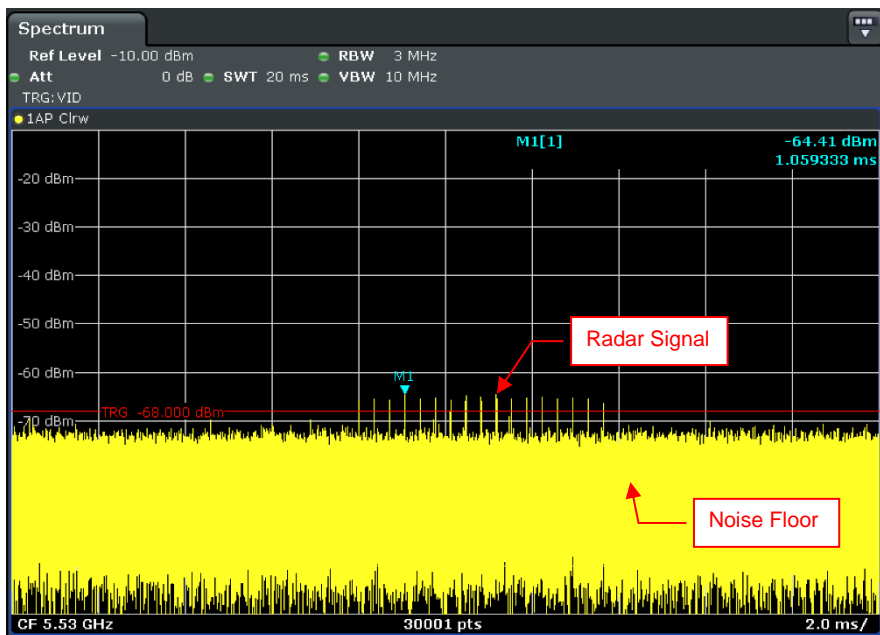 Spectrum
Ref Level -10.00 dBm RBW 3 MHz
Att 0 dB SWT 20 ms VBW 10 MHz
TRG: VID
1AP Clrw
M1[1] -64.41 dBm
1.059333 ms
-20 dBm
-30 dBm
-40 dBm
-50 dBm
Radar Signal
-60 dBm
M1
TRG -68.000 dBm
-70 dBm
Noise Floor
CF 5.53 GHz 30001 pts 2.0 ms/